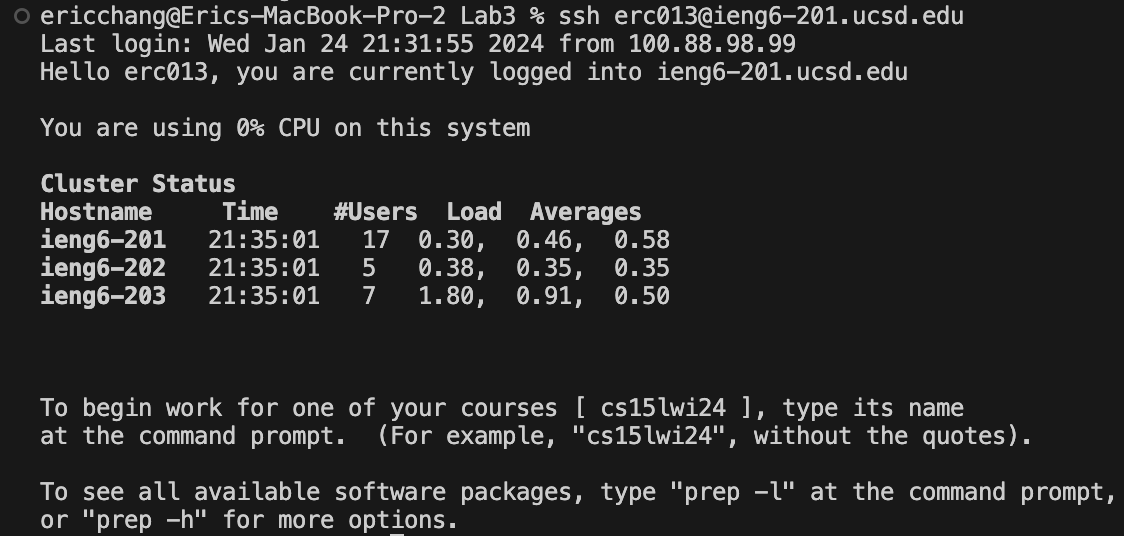 ericchang@Erics-MacBook-Pro-2 Lab3 % ssh erc013@ieng6-201.ucsd.edu
Last login: Wed Jan 24 21:31:55 2024 from 100.88.98.99
Hello erc013, you are currently logged into ieng6-201.ucsd.edu
You are using 0% CPU on this system
Cluster Status
Hostname     Time    #Users  Load  Averages
ieng6-201   21:35:01   17  0.30,  0.46,  0.58
ieng6-202   21:35:01   5   0.38,  0.35,  0.35
ieng6-203   21:35:01   7   1.80,  0.91,  0.50
To begin work for one of your courses [ cs15lwi24 ], type its name
at the command prompt.  (For example, "cs15lwi24", without the quotes).
To see all available software packages, type "prep -l" at the command prompt,
or "prep -h" for more options.